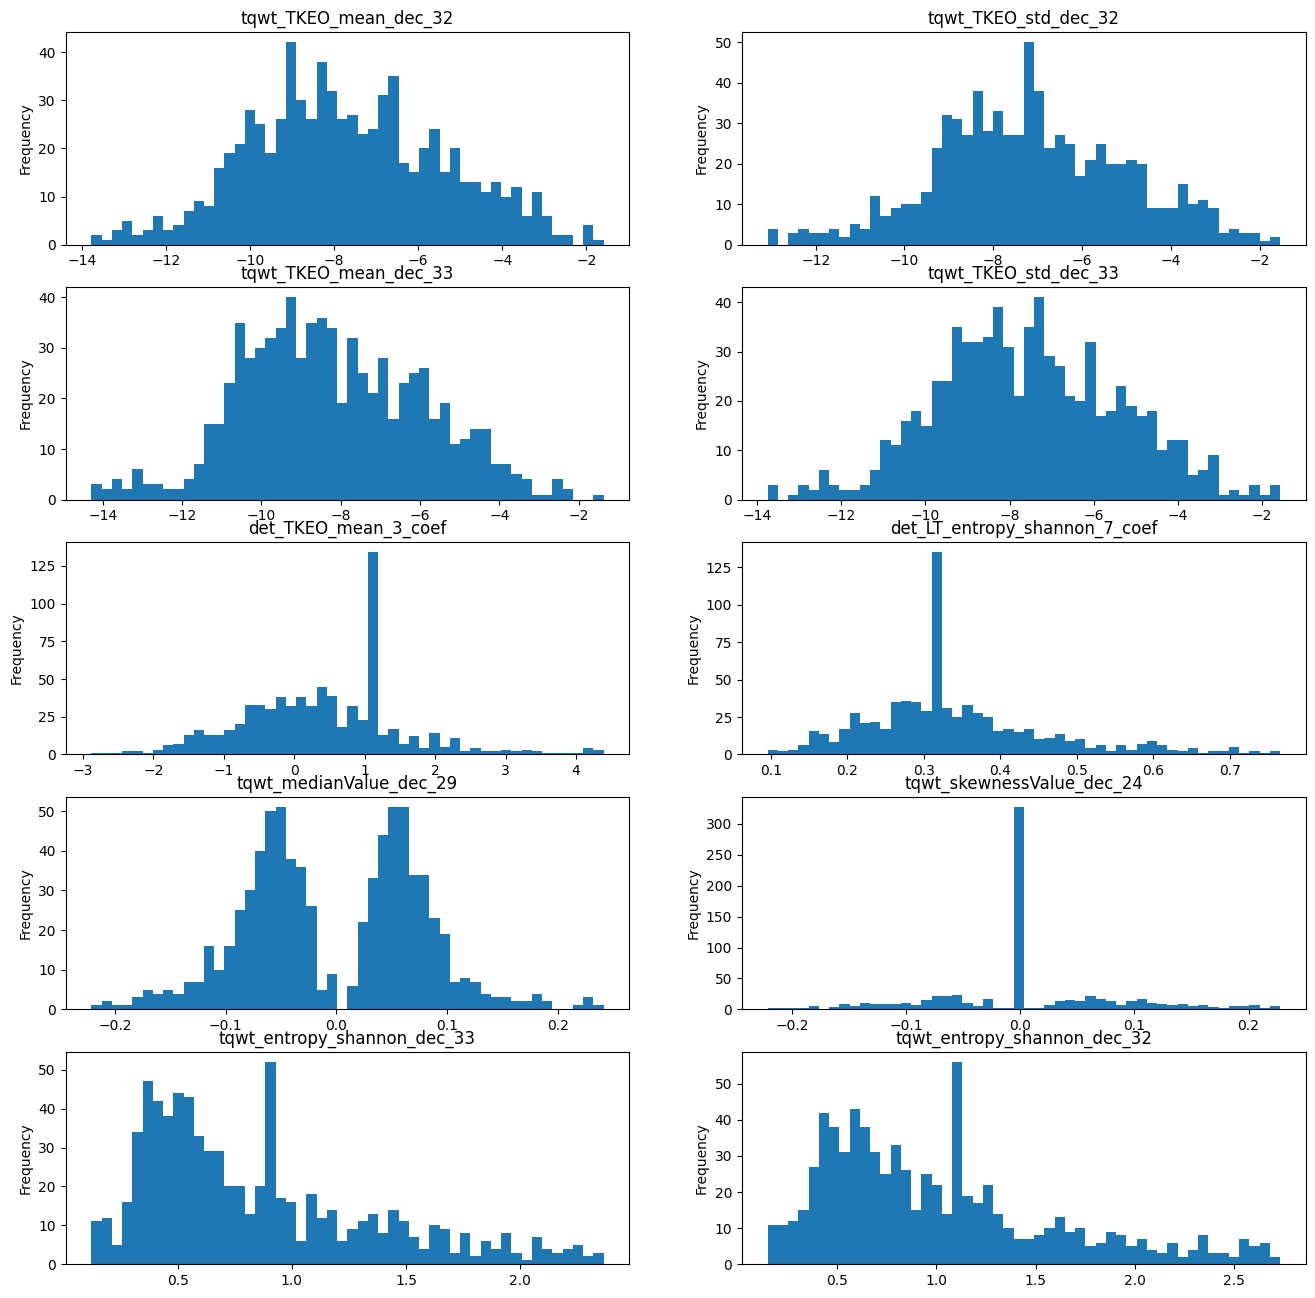 tqwt_TKEO_mean_dec_32
Frequency
40
30
20
10
0
−14 −12 −10 −8 −6 −4 −2
tqwt_TKEO_std_dec_32
Frequency
50
40
30
20
10
0
−12 −10 −8 −6 −4 −2
tqwt_TKEO_mean_dec_33
Frequency
40
30
20
10
0
−14 −12 −10 −8 −6 −4 −2
tqwt_TKEO_std_dec_33
Frequency
40
30
20
10
0
−14 −12 −10 −8 −6 −4 −2
det_TKEO_mean_3_coef
Frequency
125
100
75
50
25
0
−3 −2 −1 0 1 2 3 4
det_LT_entropy_shannon_7_coef
Frequency
125
100
75
50
25
0
0.1 0.2 0.3 0.4 0.5 0.6 0.7
tqwt_medianValue_dec_29
Frequency
50
40
30
20
10
0
−0.2 −0.1 0.0 0.1 0.2
tqwt_skewnessValue_dec_24
Frequency
300
250
200
150
100
50
0
−0.2 −0.1 0.0 0.1 0.2
tqwt_entropy_shannon_dec_33
Frequency
50
40
30
20
10
0
0.5 1.0 1.5 2.0
tqwt_entropy_shannon_dec_32
Frequency
50
40
30
20
10
0
0.5 1.0 1.5 2.0 2.5